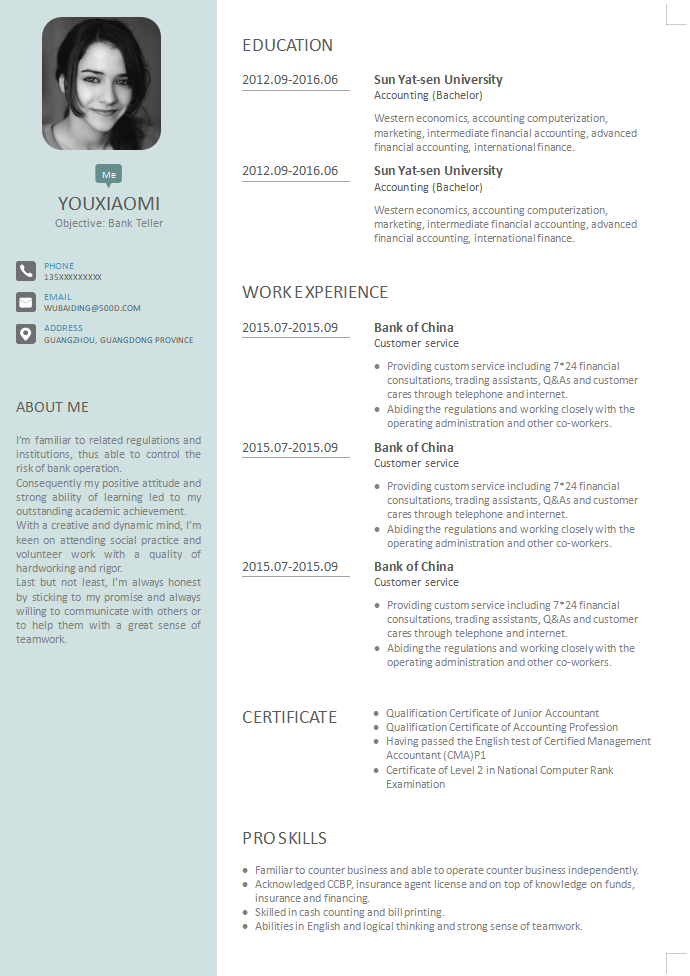 Me
YOUXIAOMI
Objective: Bank Teller
PHONE
135XXXXXXXXX
EMAIL
WUBAIDING@500D.COM
ADDRESS
GUANGZHOU, GUANGDONG PROVINCE
ABOUT ME
I'm familiar to related regulations and
institutions, thus able to control the
risk of bank operation.
Consequently my positive attitude and
strong ability of learning led to my
outstanding academic achievement.
With a creative and dynamic mind, I'm
keen on attending social practice and
volunteer work with a quality of
hardworking and rigor.
Last but not least, I'm always honest
by sticking to my promise and always
willing to communicate with others or
to help them with a great sense of
teamwork.
EDUCATION
2012.09-2016.06
Sun Yat-sen University
Accounting (Bachelor)
Western economics, accounting computerization,
marketing, intermediate financial accounting, advanced
financial accounting, international finance.
2012.09-2016.06
Sun Yat-sen University
Accounting (Bachelor)
Western economics, accounting computerization,
marketing, intermediate financial accounting, advanced
financial accounting, international finance.
WORK EXPERIENCE
2015.07-2015.09
Bank of China
Customer service
● Providing custom service including 7*24 financial
consultations, trading assistants, Q&As and customer
cares through telephone and internet.
● Abiding the regulations and working closely with the
operating administration and other co-workers.
2015.07-2015.09
Bank of China
Customer service
● Providing custom service including 7*24 financial
consultations, trading assistants, Q&As and customer
cares through telephone and internet.
● Abiding the regulations and working closely with the
operating administration and other co-workers.
2015.07-2015.09
Bank of China
Customer service
● Providing custom service including 7*24 financial
consultations, trading assistants, Q&As and customer
cares through telephone and internet.
● Abiding the regulations and working closely with the
operating administration and other co-workers.
CERTIFICATE
● Qualification Certificate of Junior Accountant
● Qualification Certificate of Accounting Profession
● Having passed the English test of Certified Management
Accountant (CMA)P1
● Certificate of Level 2 in National Computer Rank
Examination
PRO SKILLS
● Familiar to counter business and able to operate counter business independently.
● Acknowledged CCBP, insurance agent license and on top of knowledge on funds,
insurance and financing.
● Skilled in cash counting and bill printing.
● Abilities in English and logical thinking and strong sense of teamwork.